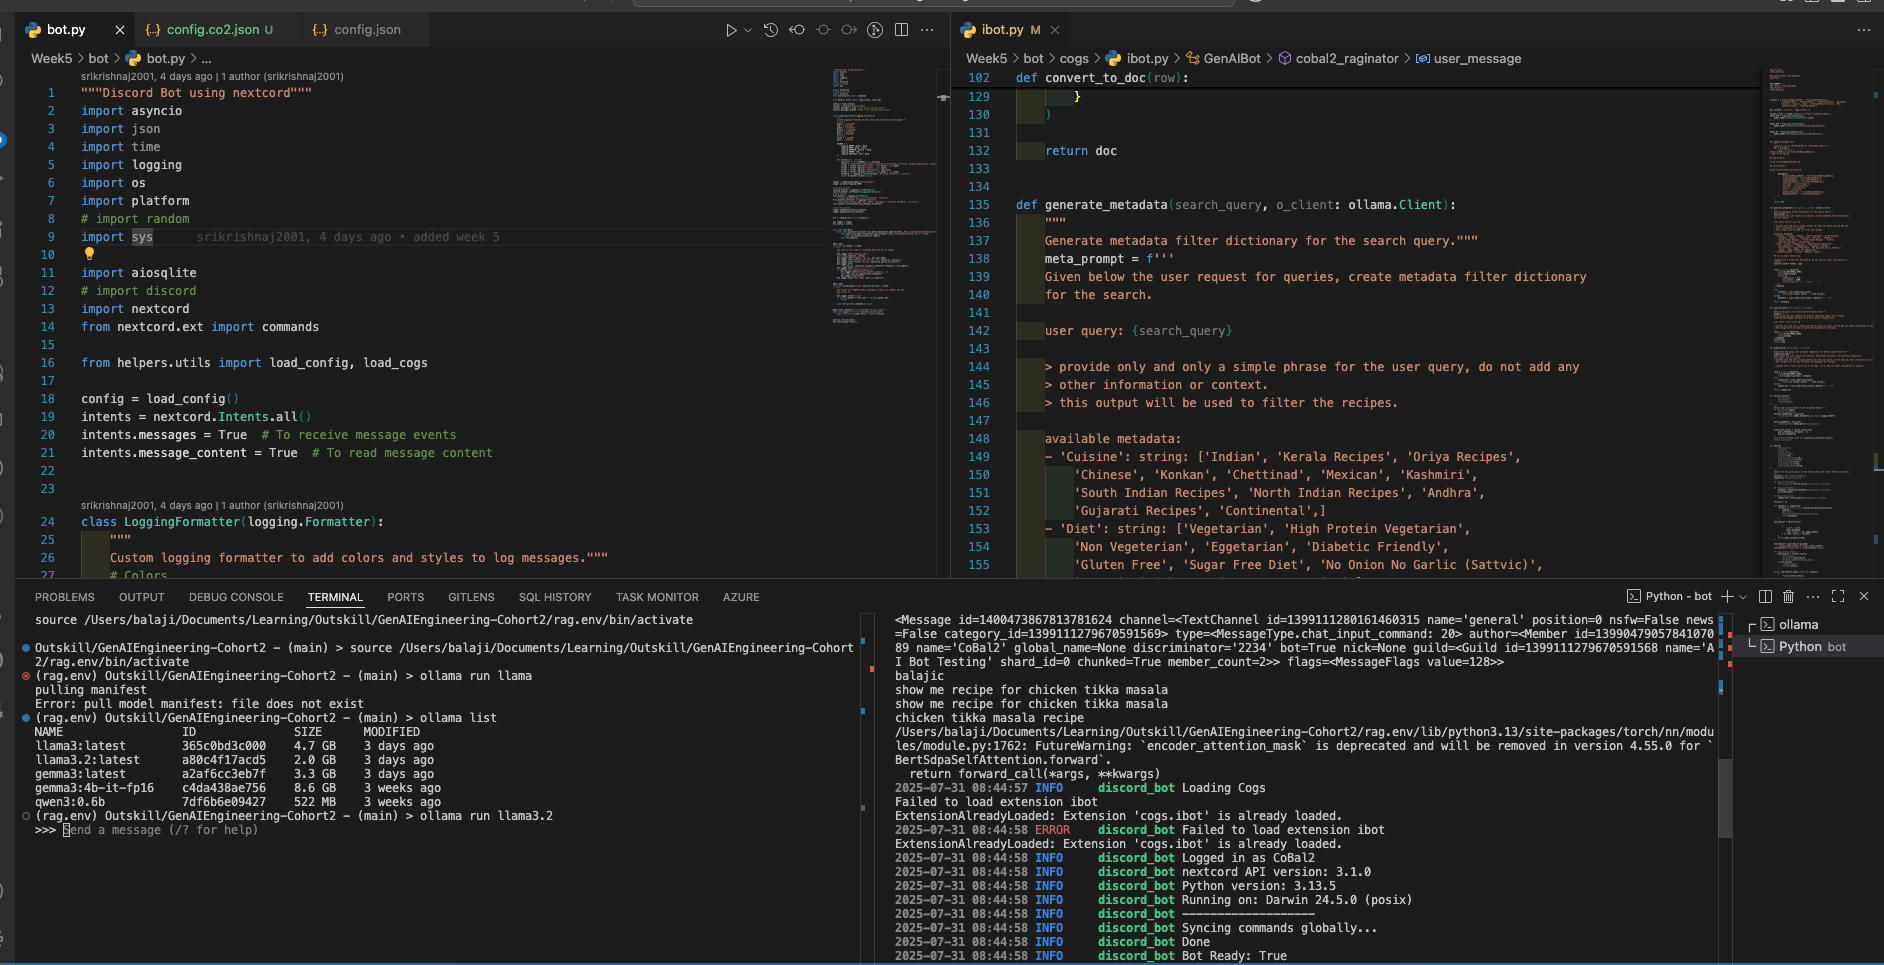 bot.py
config.co2.json U
config.json
Week5 > bot > bot.py > ...
srikrishnaj2001, 4 days ago | 1 author (srikrishnaj2001)
1 """Discord Bot using nextcord"""
2 import asyncio
3 import json
4 import time
5 import logging
6 import os
7 import platform
8 # import random
9 import sys srikrishnaj2001, 4 days ago • added week 5
10
11 import aiosqlite
12 # import discord
13 import nextcord
14 from nextcord.ext import commands
15
16 from helpers.utils import load_config, load_cogs
17
18 config = load_config()
19 intents = nextcord.Intents.all()
20 intents.messages = True # To receive message events
21 intents.message_content = True # To read message content
22
23
srikrishnaj2001, 4 days ago | 1 author (srikrishnaj2001)
24 class LoggingFormatter(logging.Formatter):
25 """
26 Custom logging formatter to add colors and styles to log messages."""
27 # Colors
ibot.py M
Week5 > bot > cogs > ibot.py > GenAIBot > cobal2_raginator > user_message
102 def convert_to_doc(row):
129 }
130 )
131
132 return doc
133
134
135 def generate_metadata(search_query, o_client: ollama.Client):
136 """
137 Generate metadata filter dictionary for the search query."""
138 meta_prompt = f'''
139 Given below the user request for queries, create metadata filter dictionary
140 for the search.
141
142 user query: {search_query}
143
144 > provide only and only a simple phrase for the user query, do not add any
145 > other information or context.
146 > this output will be used to filter the recipes.
147
148 available metadata:
149 - 'Cuisine': string: ['Indian', 'Kerala Recipes', 'Oriya Recipes',
150 'Chinese', 'Konkan', 'Chettinad', 'Mexican', 'Kashmiri',
151 'South Indian Recipes', 'North Indian Recipes', 'Andhra',
152 'Gujarati Recipes', 'Continental',]
153 - 'Diet': string: ['Vegetarian', 'High Protein Vegetarian',
154 'Non Vegeterian', 'Eggetarian', 'Diabetic Friendly',
155 'Gluten Free', 'Sugar Free Diet', 'No Onion No Garlic (Sattvic)',
PROBLEMS OUTPUT DEBUG CONSOLE TERMINAL PORTS GITLENS SQL HISTORY TASK MONITOR AZURE
Python - bot
source /Users/balaji/Documents/Learning/Outskill/GenAIEngineering-Cohort2/rag.env/bin/activate
Outskill/GenAIEngineering-Cohort2 - (main) > source /Users/balaji/Documents/Learning/Outskill/GenAIEngineering-Cohort
2/rag.env/bin/activate
(rag.env) Outskill/GenAIEngineering-Cohort2 - (main) > ollama run llama
pulling manifest
Error: pull model manifest: file does not exist
(rag.env) Outskill/GenAIEngineering-Cohort2 - (main) > ollama list
NAME ID SIZE MODIFIED
llama3:latest 365c0bd3c000 4.7 GB 3 days ago
llama3.2:latest a80c4f17acd5 2.0 GB 3 days ago
gemma3:latest a2af6cc3eb7f 3.3 GB 3 days ago
gemma3:4b-it-fp16 c4da438ae756 8.6 GB 3 weeks ago
qwen3:0.6b 7df6b6e09427 522 MB 3 weeks ago
(rag.env) Outskill/GenAIEngineering-Cohort2 - (main) > ollama run llama3.2
>>> Send a message (/? for help)
<Message id=1400473867813781624 channel=<TextChannel id=1399111280161460315 name='general' position=0 nsfw=False news
=False category_id=1399111279670591569> type=<MessageType.chat_input_command: 20> author=<Member id=13990479057841070
89 name='CoBal2' global_name=None discriminator='2234' bot=True nick=None guild=<Guild id=1399111279670591568 name='A
I Bot Testing' shard_id=0 chunked=True member_count=2>> flags=<MessageFlags value=128>>
balajic
show me recipe for chicken tikka masala
show me recipe for chicken tikka masala
chicken tikka masala recipe
/Users/balaji/Documents/Learning/Outskill/GenAIEngineering-Cohort2/rag.env/lib/python3.13/site-packages/torch/nn/modu
les/module.py:1762: FutureWarning: `encoder_attention_mask` is deprecated and will be removed in version 4.55.0 for `
BertSdpaSelfAttention.forward`.
return forward_call(*args, **kwargs)
2025-07-31 08:44:57 INFO discord_bot Loading Cogs
Failed to load extension ibot
ExtensionAlreadyLoaded: Extension 'cogs.ibot' is already loaded.
2025-07-31 08:44:58 ERROR discord_bot Failed to load extension ibot
ExtensionAlreadyLoaded: Extension 'cogs.ibot' is already loaded.
2025-07-31 08:44:58 INFO discord_bot Logged in as CoBal2
2025-07-31 08:44:58 INFO discord_bot nextcord API version: 3.1.0
2025-07-31 08:44:58 INFO discord_bot Python version: 3.13.5
2025-07-31 08:44:58 INFO discord_bot Running on: Darwin 24.5.0 (posix)
2025-07-31 08:44:58 INFO discord_bot -------------------
2025-07-31 08:44:58 INFO discord_bot Syncing commands globally...
2025-07-31 08:44:58 INFO discord_bot Done
2025-07-31 08:44:58 INFO discord_bot Bot Ready: True
ollama
Python bot